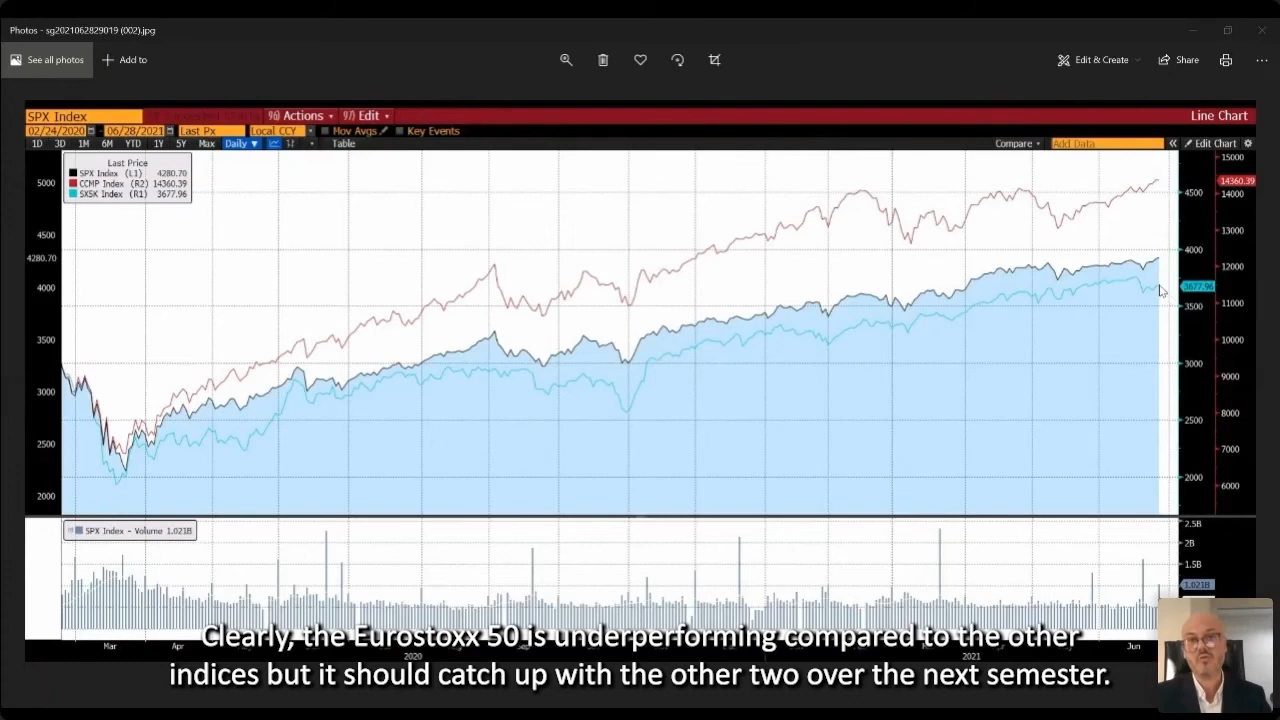 Photos - sg2021062829019 (002).jpg
See all photos
Add to
Edit & Create
Share
SPX Index
Actions
97) Edit
Line Chart
02/24/2020
06/28/2021
Last Px
Local CCY
Mov Avgs
Key Events
1D 3D 1M 6M YTD 1Y 5Y Max Daily ▼
Table
Compare
Add Data
«
Edit Chart
Last Price
SPX Index (L1) 4280.70
CCMP Index (R2) 14360.39
SX5K Index (R1) 3677.96
5000
4500
4280.70
4000
3500
3000
2500
2000
4500
4000
3677.96
3500
3000
2500
2000
15000
14360.39
14000
13000
12000
11000
10000
9000
8000
7000
6000
SPX Index - Volume 1.021B
2.5B
2B
1.5B
1.021B
Mar
Apr
Jun
2020
2021
Clearly, the Eurostoxx 50 is underperforming compared to the other
indices but it should catch up with the other two over the next semester.